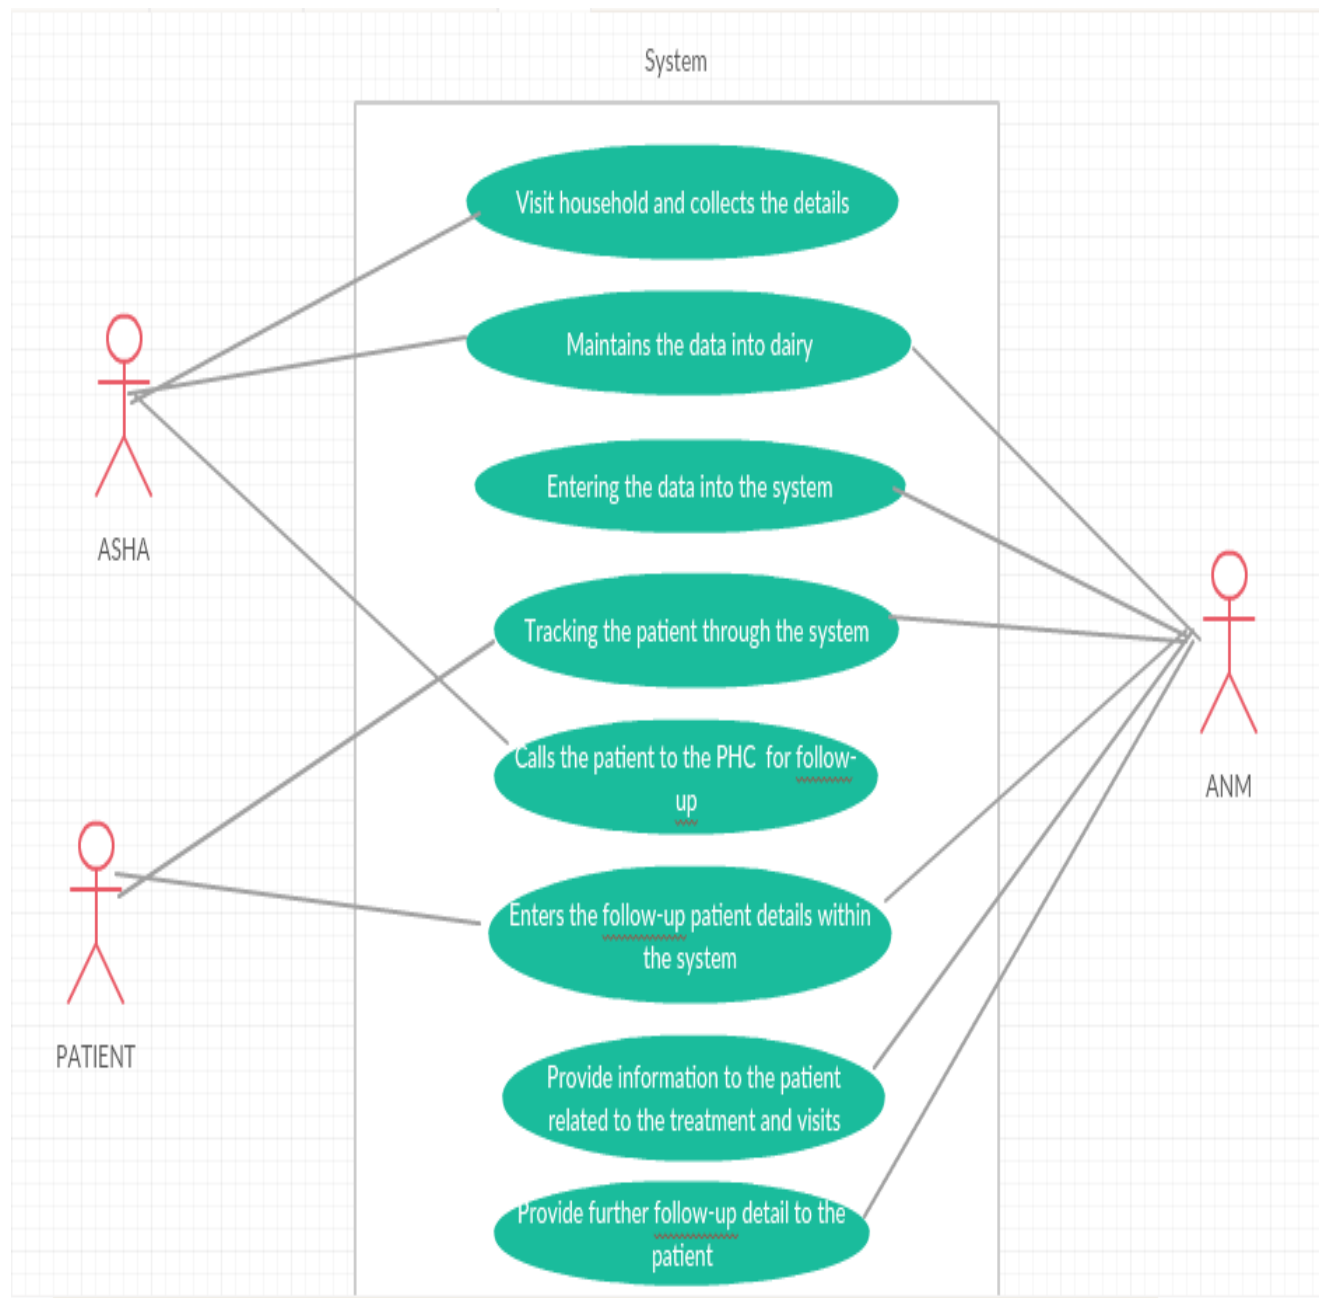 System
Visit household and collects the details
Maintains the data into dairy
Entering the data into the system
ASHA
Tracking the patient through the system
Calls the patient to the PHC for follow-
up
ANM
Enters the follow-up patient details within
the system
PATIENT
Provide information to the patient
related to the treatment and visits
Provide further follow-up detail to the
patient